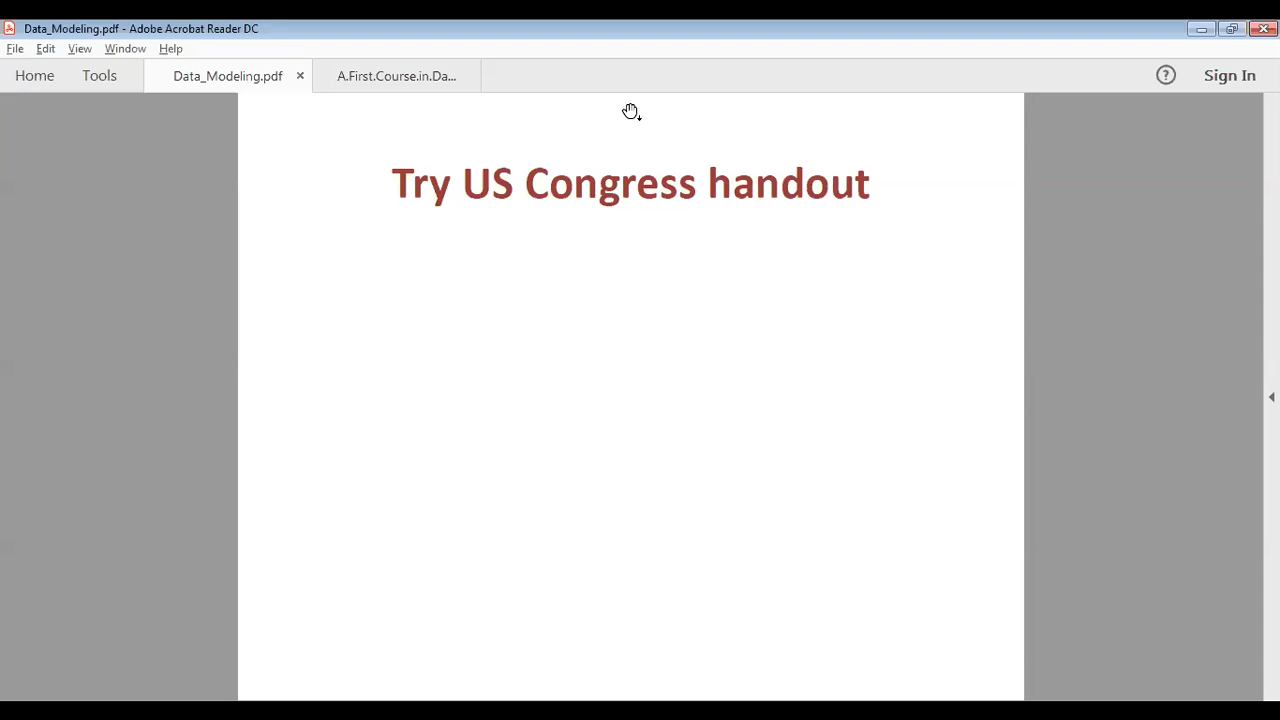 Data_Modeling.pdf - Adobe Acrobat Reader DC
File Edit View Window Help
Home Tools Data_Modeling.pdf × A.First.Course.in.Da... ? Sign In
Try US Congress handout